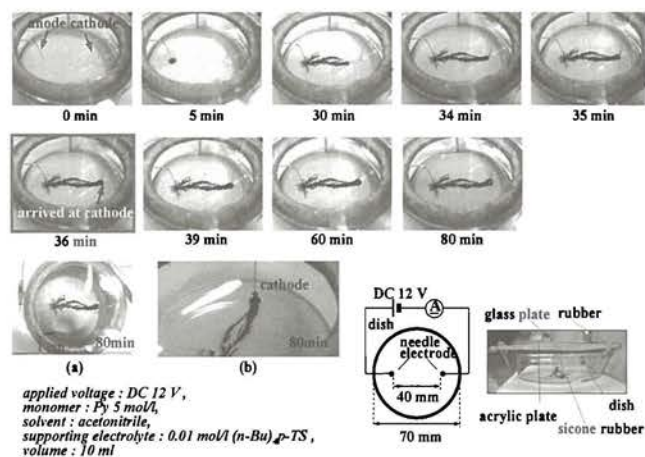 anode cathode
0 min
5 min
30 min
34 min
35 min
arrived at cathode
36 min
39 min
60 min
80 min
80min
(a)
cathode
80min
(b)
DC 12 V
A
dish
needle
electrode
40 mm
70 mm
glass plate rubber
acrylic plate
dish
sicone rubber
applied voltage : DC 12 V ,
monomer : Py 5 mol/l,
solvent : acetonitrile,
supporting electrolyte : 0.01 mol/l (n-Bu)4p-TS ,
volume : 10 ml